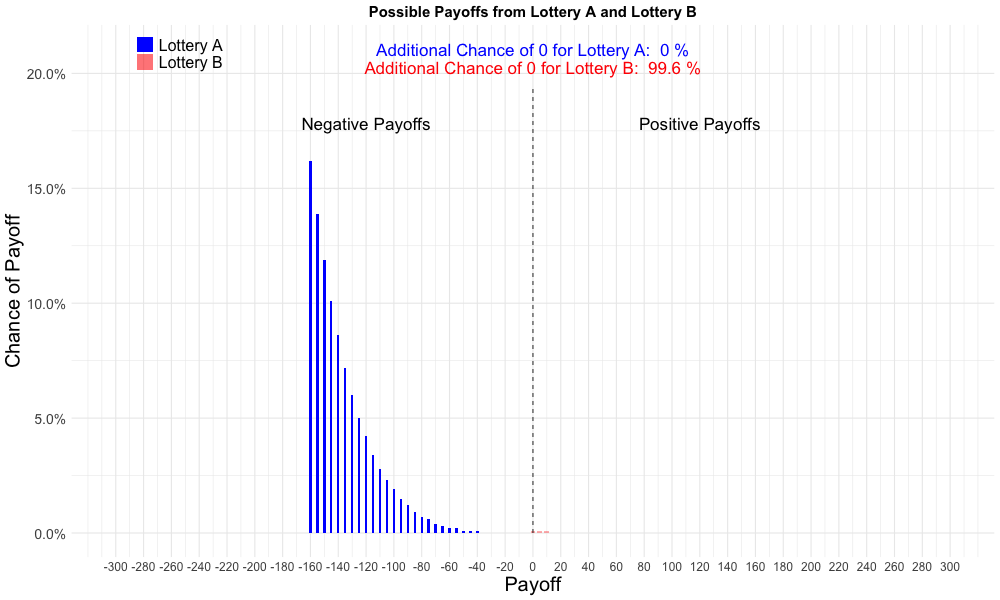 Possible Payoffs from Lottery A and Lottery B
Lottery A
Lottery B
Additional Chance of 0 for Lottery A:  0 %
Additional Chance of 0 for Lottery B:  99.6 %
Negative Payoffs
Positive Payoffs
Chance of Payoff
20.0%
15.0%
10.0%
5.0%
0.0%
-300 -280 -260 -240 -220 -200 -180 -160 -140 -120 -100 -80 -60 -40 -20 0 20 40 60 80 100 120 140 160 180 200 220 240 260 280 300
Payoff